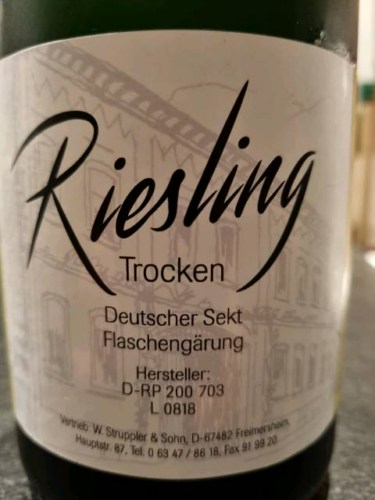 Riesling
Trocken
Deutscher Sekt
Flaschengärung
Hersteller:
D-RP 200 703
L 0818
Vertrieb: W. Struppler & Sohn, D-67482 Freimersheim,
Hauptstr. 87, Tel. 0 63 47 / 86 18, Fax 91 99 20